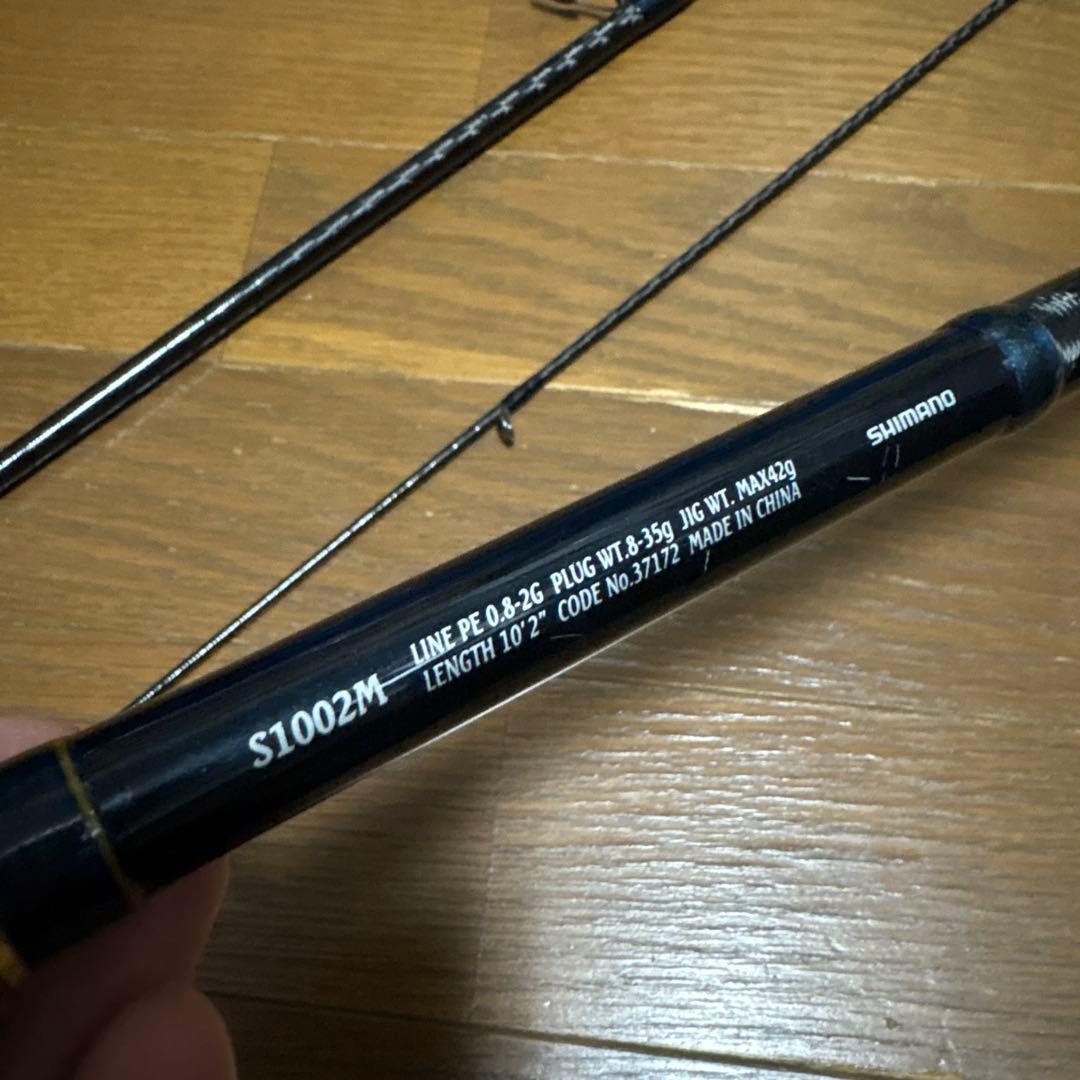 S1002M
LINE PE 0.8-2G PLUG WT.8-35g JIG WT. MAX42g
LENGTH 10'2" CODE No.37172 MADE IN CHINA
SHIMANO